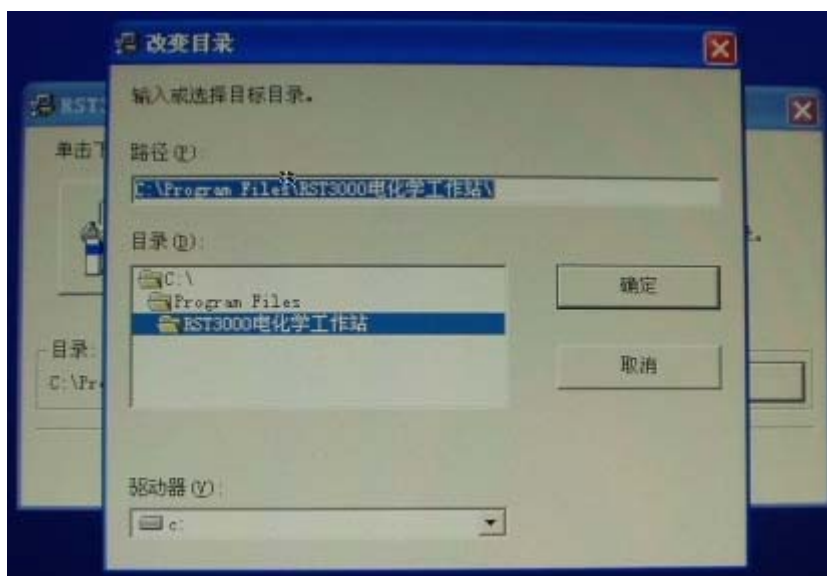 改变目录
RST
输入或选择目标目录。
单击下
路径(P):
C:\Program Files\RST3000电化学工作站\
目录(D):
C:\
Program Files
RST3000电化学工作站
确定
取消
目录:
C:\Pr
驱动器(V):
c: